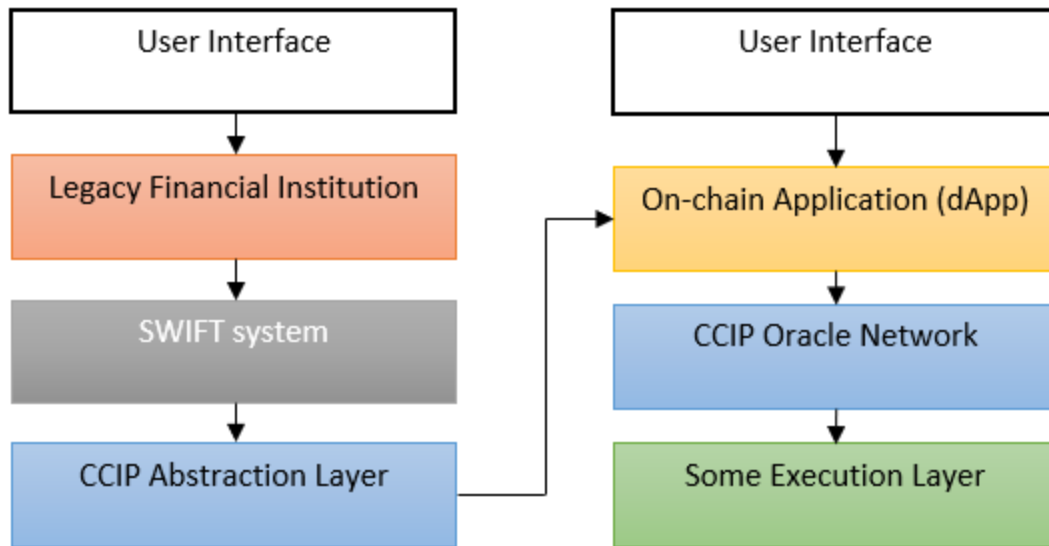 User Interface
Legacy Financial Institution
SWIFT system
CCIP Abstraction Layer
User Interface
On-chain Application (dApp)
CCIP Oracle Network
Some Execution Layer